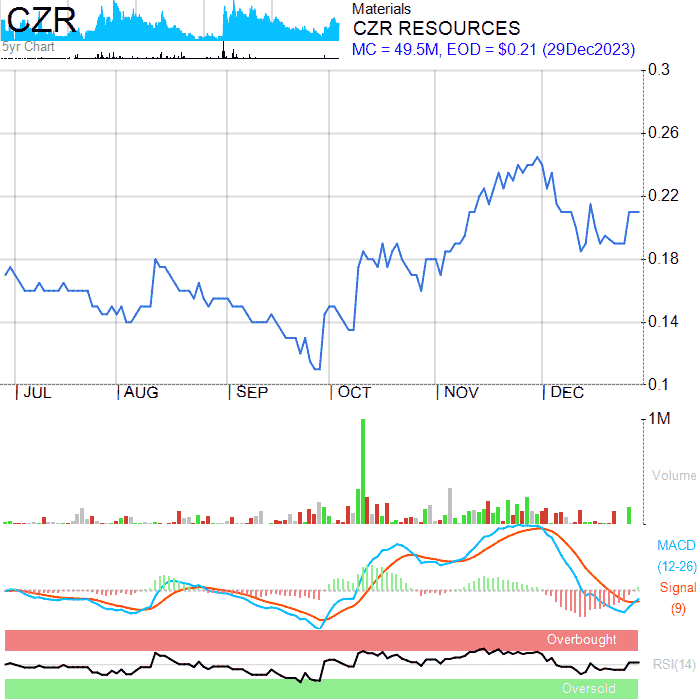 CZR
5yr Chart
Materials
CZR RESOURCES
MC = 49.5M, EOD = $0.21 (29Dec2023)
0.3
0.26
0.22
0.18
0.14
0.1
JUL AUG SEP OCT NOV DEC
1M
Volume
MACD
(12-26)
Signal
(9)
Overbought
RSI(14)
Oversold